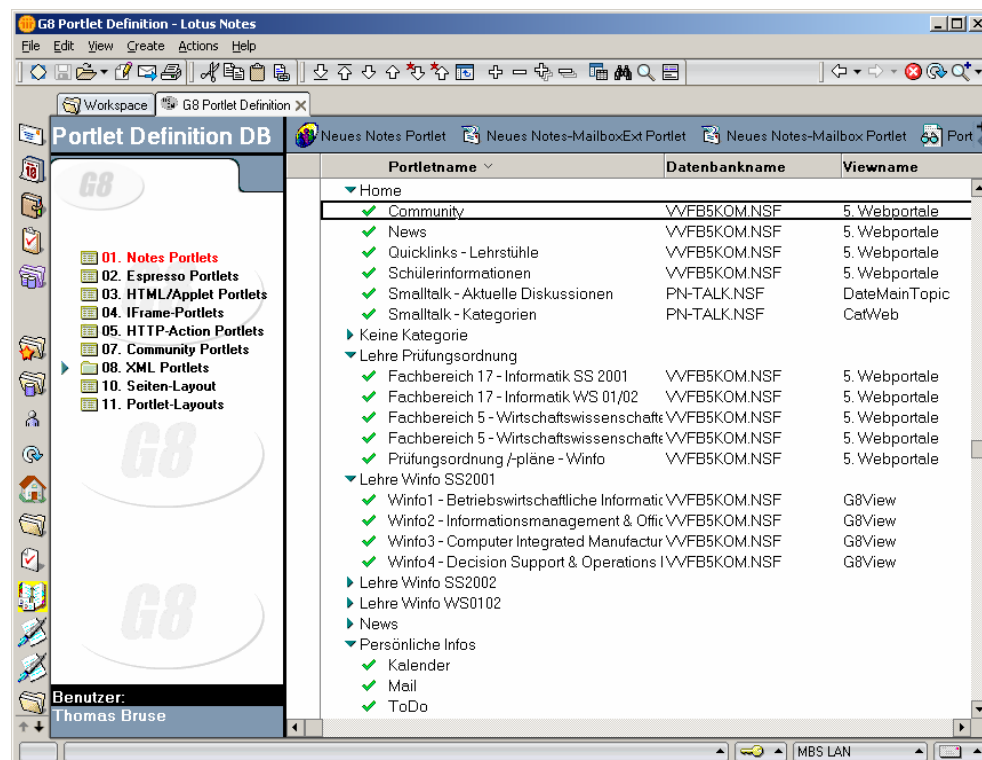 G8 Portlet Definition - Lotus Notes
File Edit View Create Actions Help
Workspace G8 Portlet Definition
Portlet Definition DB
Neues Notes Portlet Neues Notes-MailboxExt Portlet Neues Notes-Mailbox Portlet Port
G8
01. Notes Portlets
02. Espresso Portlets
03. HTML/Applet Portlets
04. IFrame-Portlets
05. HTTP-Action Portlets
07. Community Portlets
08. XML Portlets
10. Seiten-Layout
11. Portlet-Layouts
G8
G8
Benutzer:
Thomas Bruse
Portletname Datenbankname Viewname
Home
Community VVFB5KOM.NSF 5. Webportale
News VVFB5KOM.NSF 5. Webportale
Quicklinks - Lehrstühle VVFB5KOM.NSF 5. Webportale
Schülerinformationen VVFB5KOM.NSF 5. Webportale
Smalltalk - Aktuelle Diskussionen PN-TALK.NSF DateMainTopic
Smalltalk - Kategorien PN-TALK.NSF CatWeb
Keine Kategorie
Lehre Prüfungsordnung
Fachbereich 17 - Informatik SS 2001 VVFB5KOM.NSF 5. Webportale
Fachbereich 17 - Informatik WS 01/02 VVFB5KOM.NSF 5. Webportale
Fachbereich 5 - Wirtschaftswissenschafte VVFB5KOM.NSF 5. Webportale
Fachbereich 5 - Wirtschaftswissenschafte VVFB5KOM.NSF 5. Webportale
Prüfungsordnung /-pläne - Winfo VVFB5KOM.NSF 5. Webportale
Lehre Winfo SS2001
Winfo1 - Betriebswirtschaftliche Informatic VVFB5KOM.NSF G8View
Winfo2 - Informationsmanagement & Offic VVFB5KOM.NSF G8View
Winfo3 - Computer Integrated Manufactur VVFB5KOM.NSF G8View
Winfo4 - Decision Support & Operations VVFB5KOM.NSF G8View
Lehre Winfo SS2002
Lehre Winfo WS0102
News
Persönliche Infos
Kalender
Mail
ToDo
MBS LAN